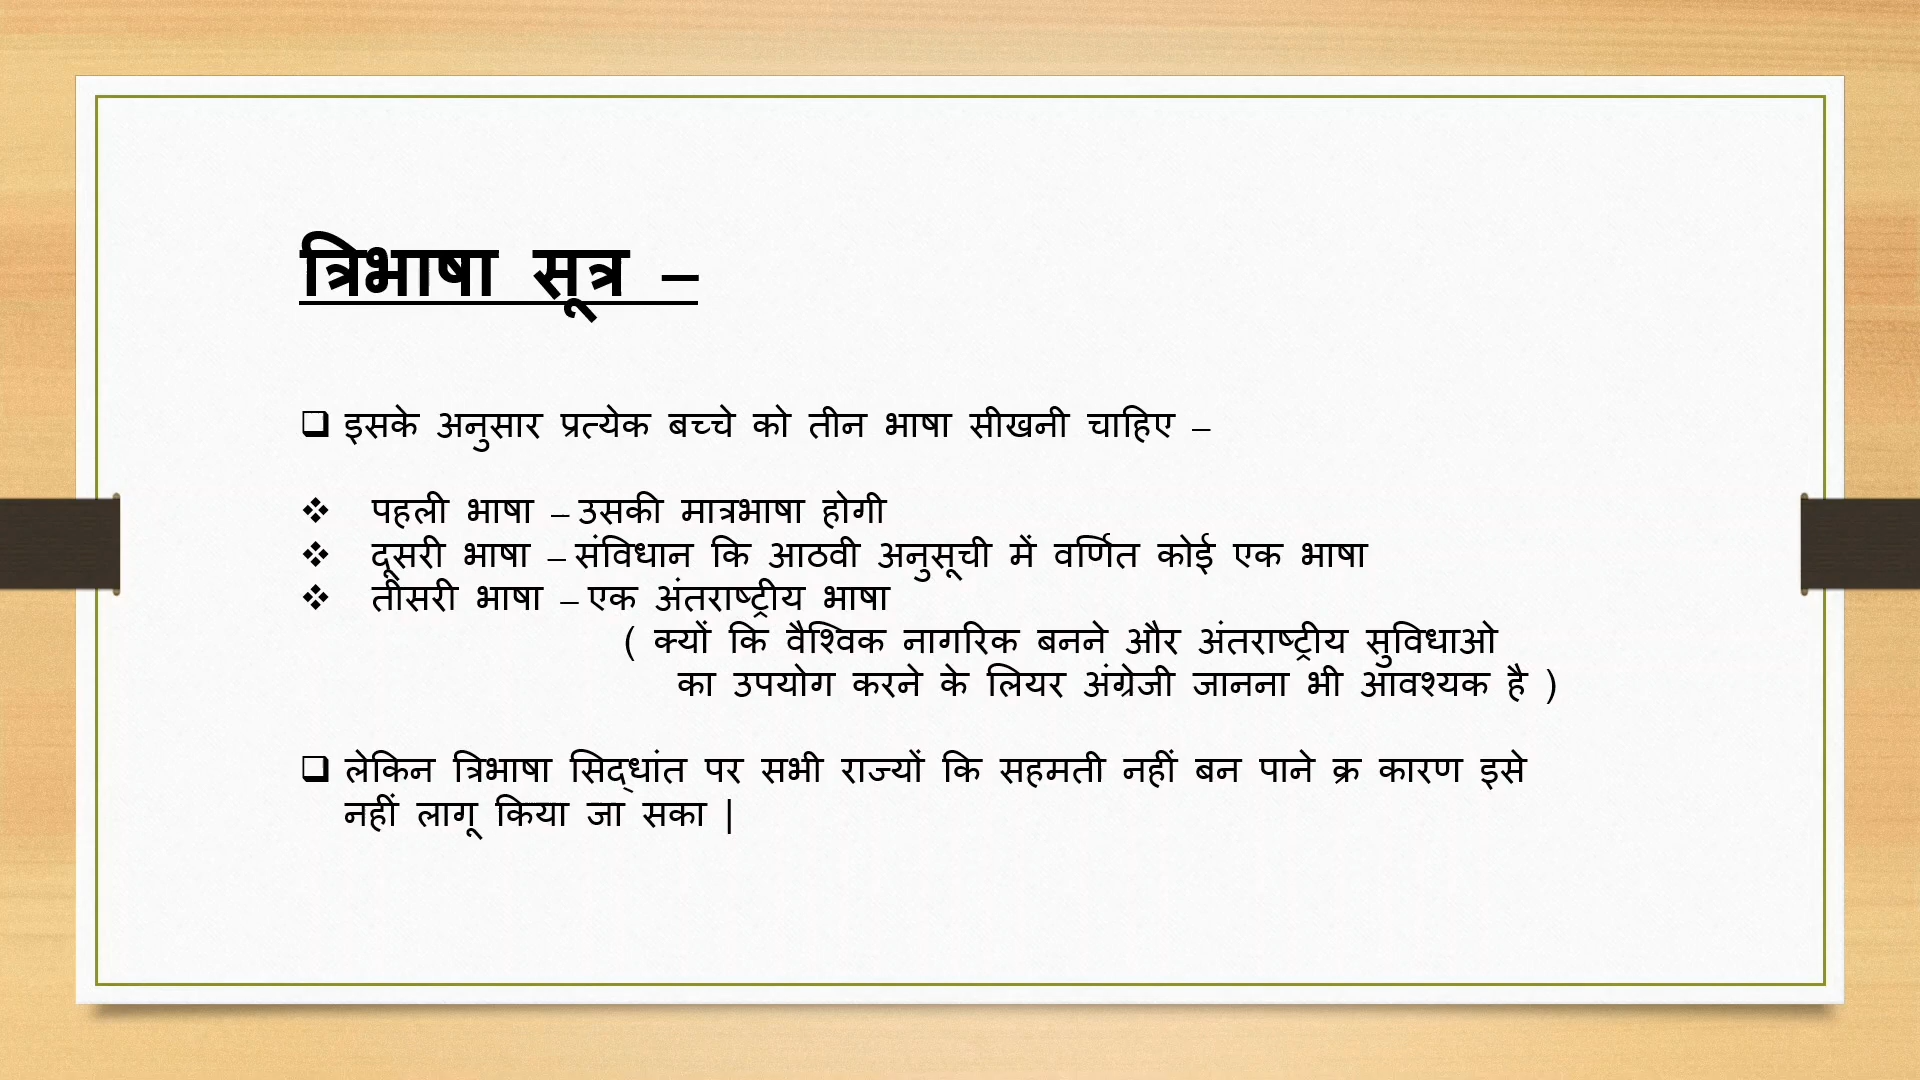 त्रिभाषा सूत्र –
इसके अनुसार प्रत्येक बच्चे को तीन भाषा सीखनी चाहिए –
पहली भाषा – उसकी मात्रभाषा होगी
दूसरी भाषा – संविधान कि आठवी अनुसूची में वर्णित कोई एक भाषा
तीसरी भाषा – एक अंतराष्ट्रीय भाषा
( क्यों कि वैश्विक नागरिक बनने और अंतराष्ट्रीय सुविधाओ
का उपयोग करने के लियर अंग्रेजी जानना भी आवश्यक है )
लेकिन त्रिभाषा सिद्धांत पर सभी राज्यों कि सहमती नहीं बन पाने क्र कारण इसे
नहीं लागू किया जा सका |